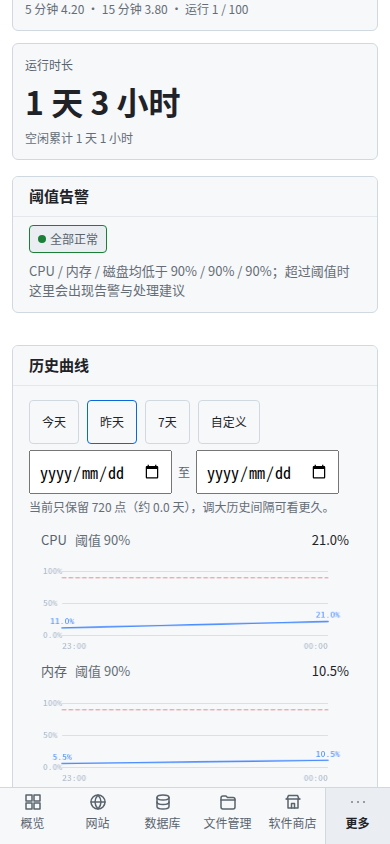 5 分钟 4.20 · 15 分钟 3.80 · 运行 1 / 100
运行时长
1 天 3 小时
空闲累计 1 天 1 小时
阈值告警
全部正常
CPU / 内存 / 磁盘均低于 90% / 90% / 90%；超过阈值时
这里会出现告警与处理建议
历史曲线
今天 昨天 7天 自定义
yyyy/mm/dd 至 yyyy/mm/dd
当前只保留 720 点（约 0.0 天），调大历史间隔可看更久。
CPU 阈值 90% 21.0%
100%
50%
11.0% 21.0%
0.0%
23:00 00:00
内存 阈值 90% 10.5%
100%
50%
5.5% 10.5%
0.0%
23:00 00:00
概览 网站 数据库 文件管理 软件商店 更多